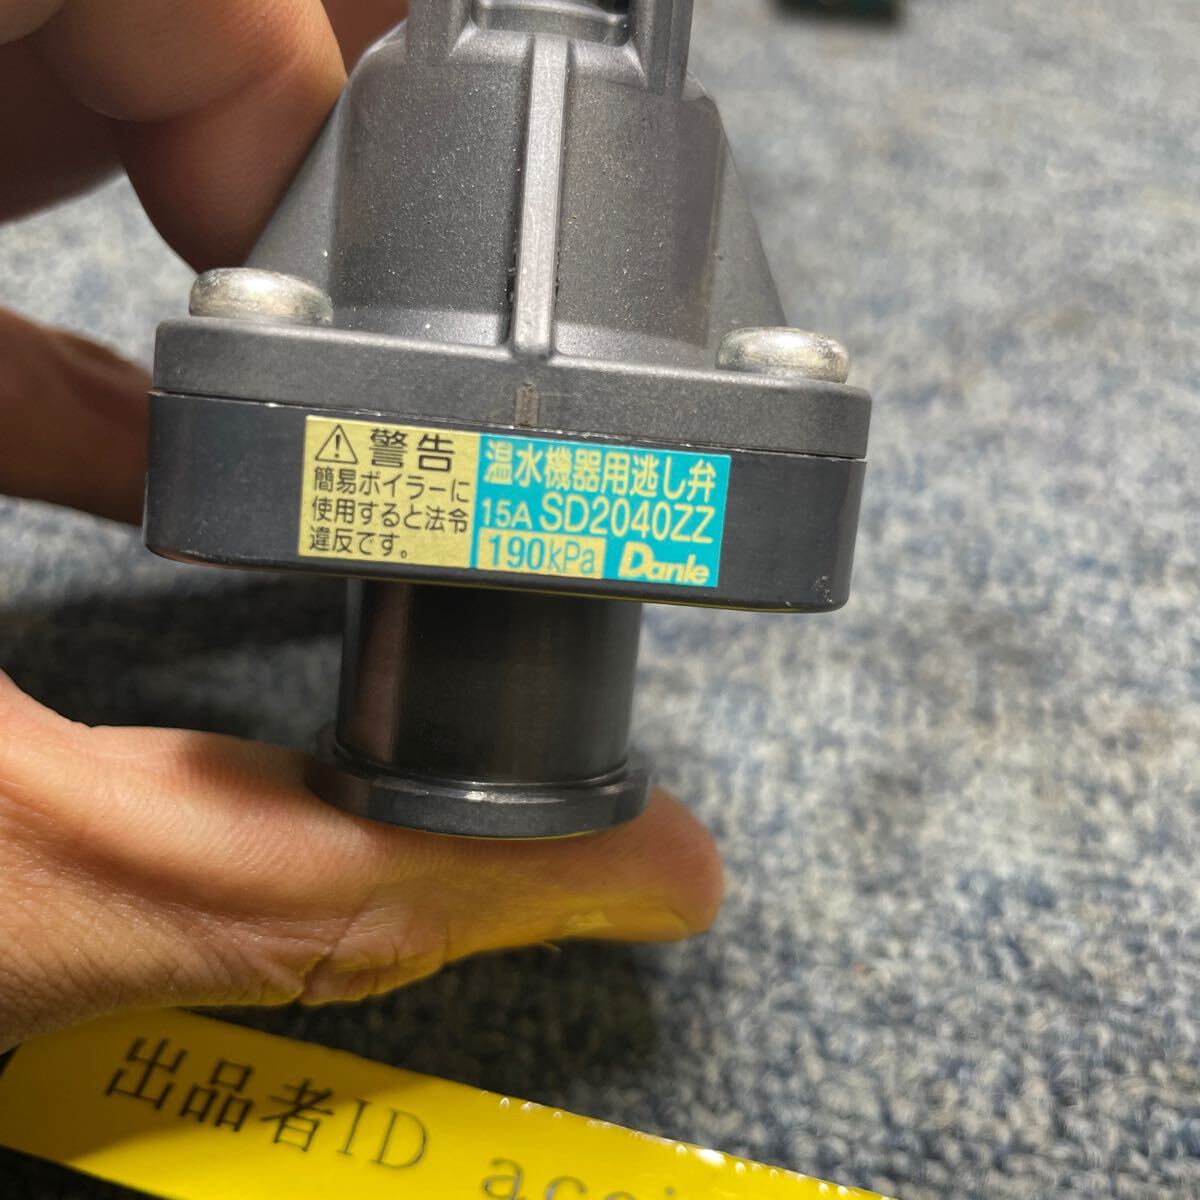 警告
簡易ボイラーに
使用すると法令
違反です。
温水機器用逃し弁
15A SD2040ZZ
190kPa Danle
出品者ID